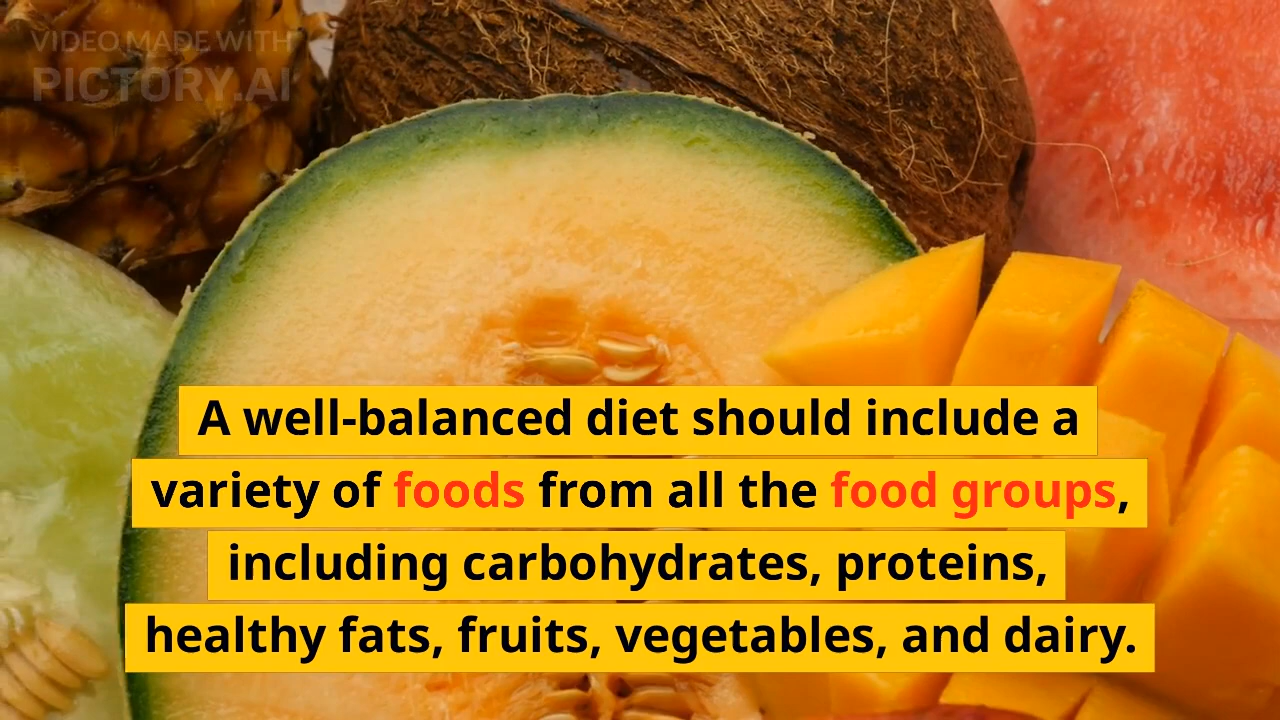 VIDEO MADE WITH
PICTORY.AI
A well-balanced diet should include a
variety of foods from all the food groups,
including carbohydrates, proteins,
healthy fats, fruits, vegetables, and dairy.